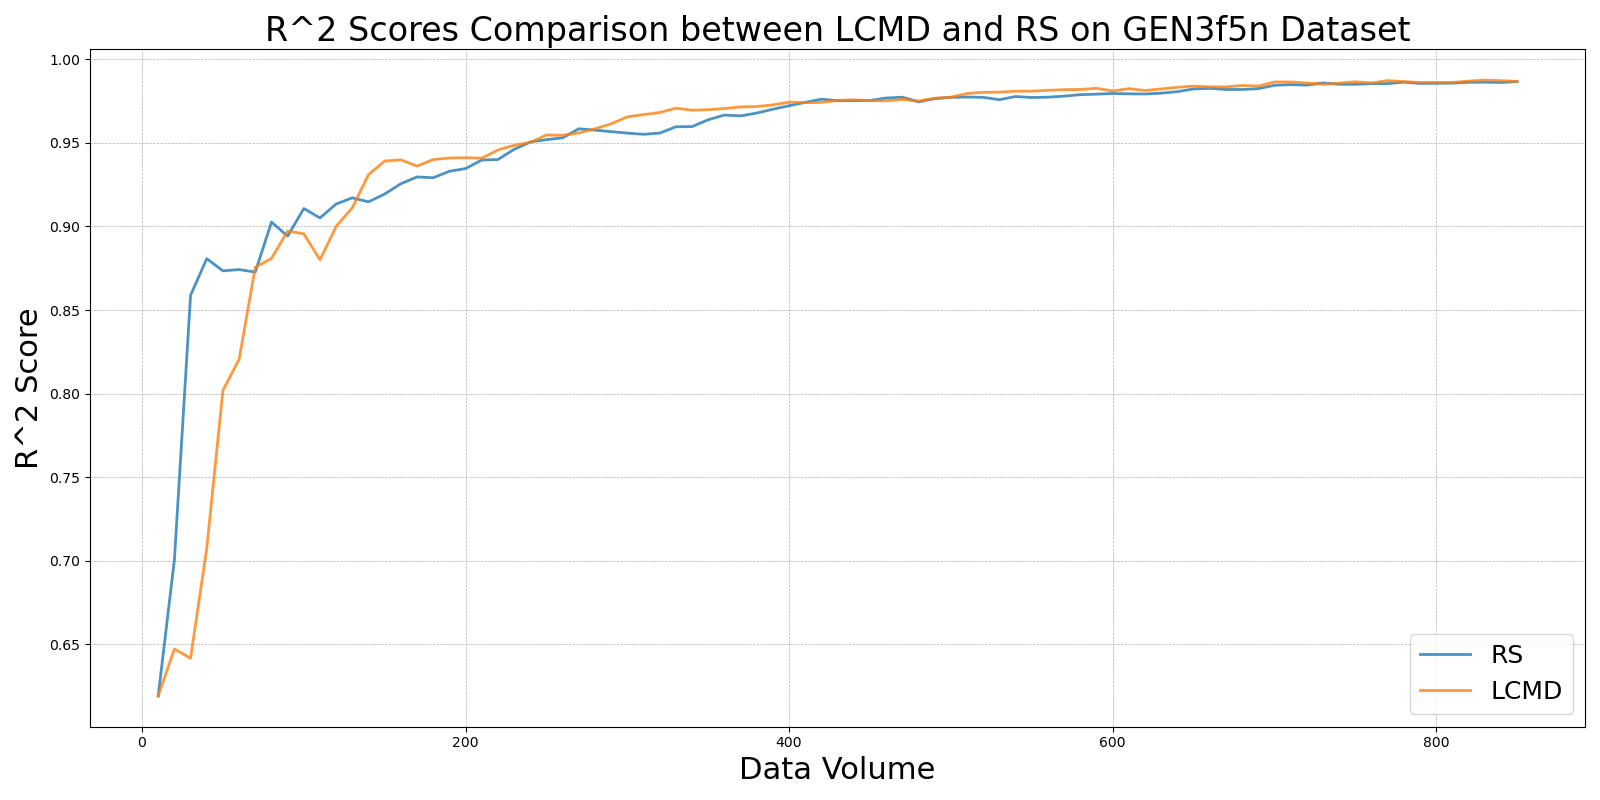 R^2 Scores Comparison between LCMD and RS on GEN3f5n Dataset
R^2 Score
1.00
0.95
0.90
0.85
0.80
0.75
0.70
0.65
RS
LCMD
0 200 400 600 800
Data Volume